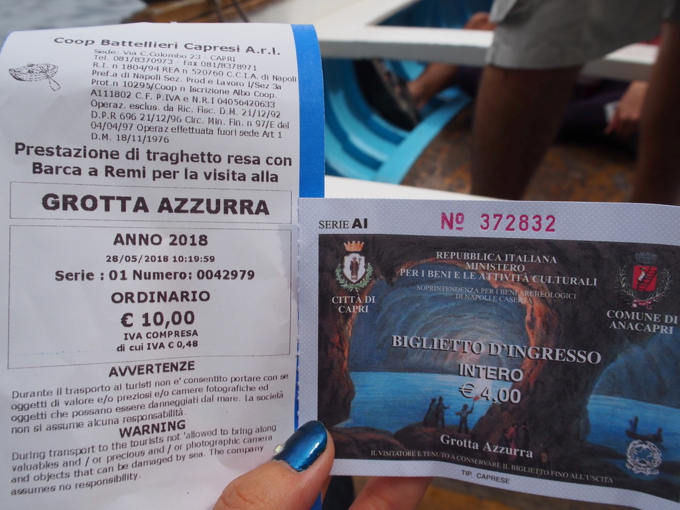 Coop Battellieri Capresi A.r.l.
Sede: Via C.Colombo 23 - CAPRI
Tel. 081/8370973 - Fax 081/8378971
R.I. n 1804/94 REA n 520760 C.C.I.A. di Napoli
Pref.a di Napoli Sez. Prod e Lavoro I/Sez 3a
Prot.n 10295/Coop n Iscrizione Albo Coop.
A111802 C.F. P.IVA e N.R.I 04056420633
Operaz. esclus. da Ric. Fisc. D.M. 21/12/92
D.P.R 696 21/12/96 Circ. Min. Fin. n 97/E del
04/04/97 Operaz effettuata fuori sede Art 1
D.M. 18/11/1976
Prestazione di traghetto resa con
Barca a Remi per la visita alla
GROTTA AZZURRA
ANNO 2018
28/05/2018 10:19:59
Serie : 01 Numero: 0042979
ORDINARIO
€ 10,00
IVA COMPRESA
di cui IVA € 0,48
AVVERTENZE
Durante il trasporto al turisti non e' consentito portare con se
oggetti di valore e/o preziosi e/o camere fotografiche ed
oggetti che possano essere danneggiati dal mare. La società
non si assume alcuna responsabilità.
WARNING
During transport to the tourists not 'allowed to bring along
valuables and / or precious and / or photographic camera
and objects that can be damaged by sea. The company
assumes no responsibility.
SERIE AI
Nº 372832
REPUBBLICA ITALIANA
MINISTERO
PER I BENI E LE ATTIVITÀ CULTURALI
SOPRINTENDENZA PER I BENI ARCHEOLOGICI
DI NAPOLI E CASERTA
CITTÀ DI
CAPRI
COMUNE DI
ANACAPRI
BIGLIETTO D'INGRESSO
INTERO
€ 4,00
Grotta Azzurra
IL VISITATORE È TENUTO A CONSERVARE IL BIGLIETTO FINO ALL'USCITA
TIP. CAPRESE